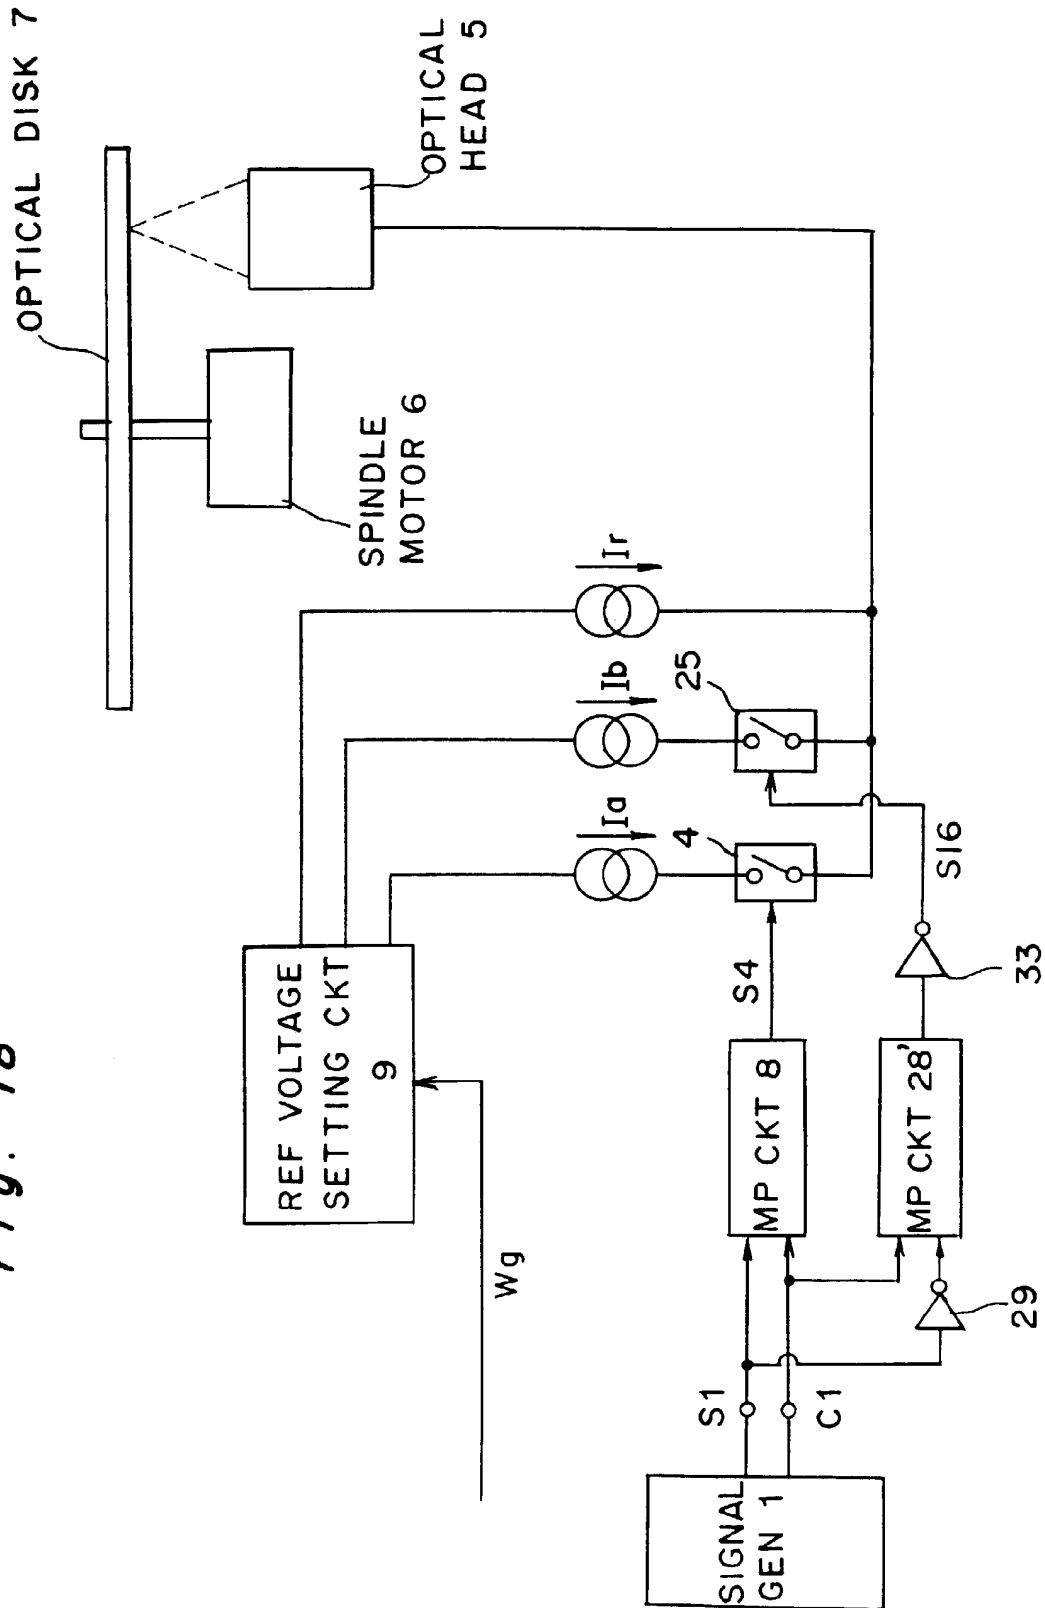 OPTICAL DISK 7
OPTICAL
HEAD 5
SPINDLE
MOTOR 6
Ir
Ib
Ia
25
4
REF VOLTAGE
SETTING CKT
9
Wg
S4
S16
33
MP CKT 8
MP CKT 28'
29
S1
C1
SIGNAL
GEN 1